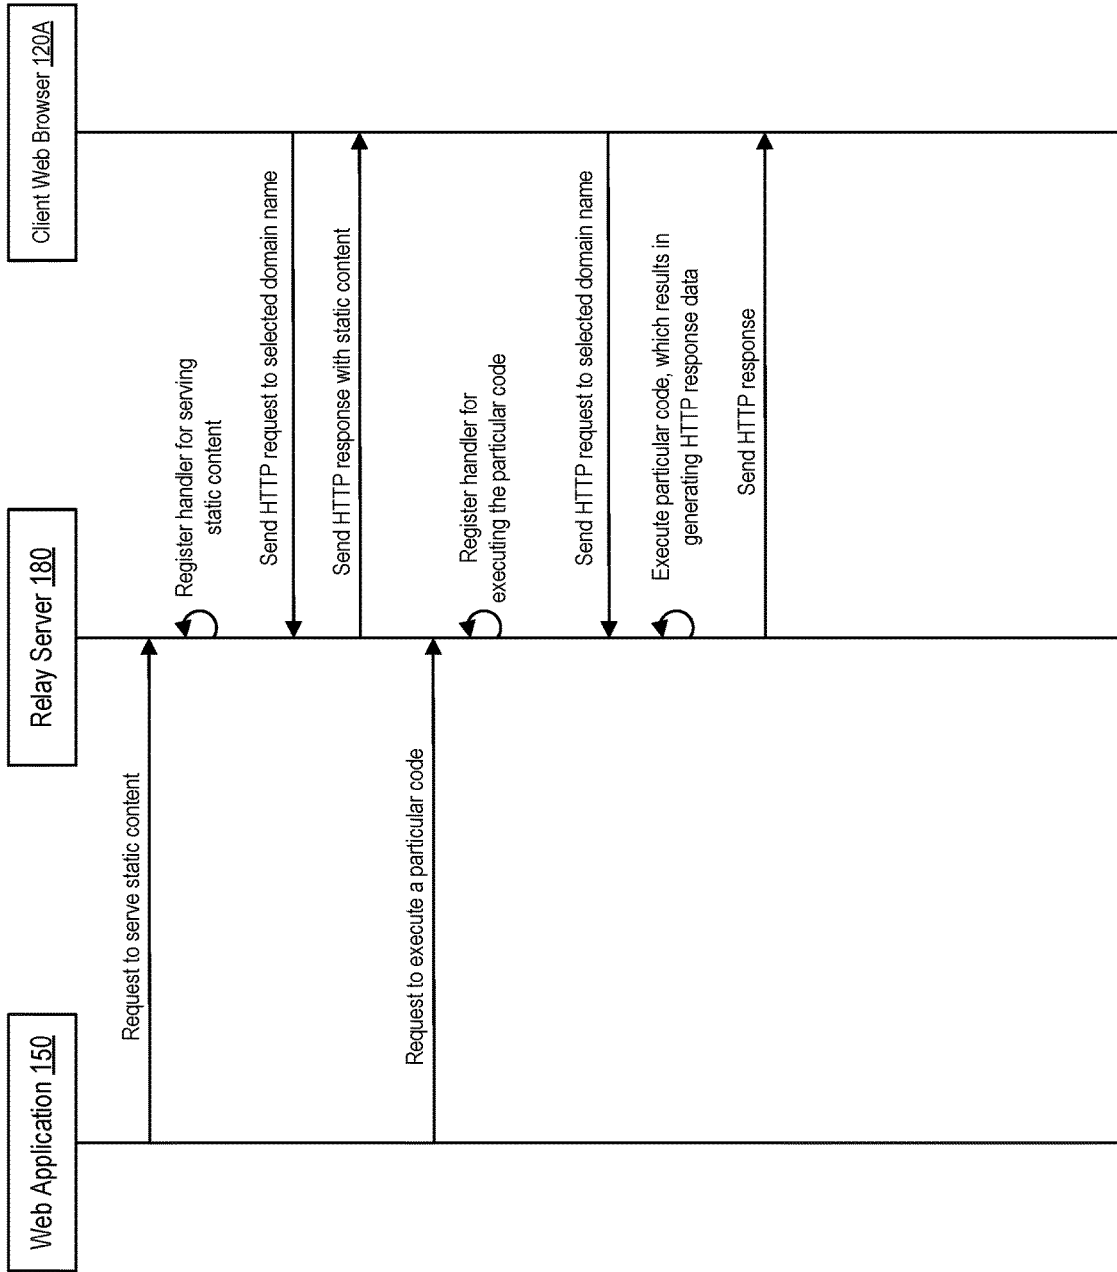 Web Application 150
Relay Server 180
Client Web Browser 120A
Request to serve static content
Register handler for serving
static content
Send HTTP request to selected domain name
Send HTTP response with static content
Request to execute a particular code
Register handler for
executing the particular code
Send HTTP request to selected domain name
Execute particular code, which results in
generating HTTP response data
Send HTTP response